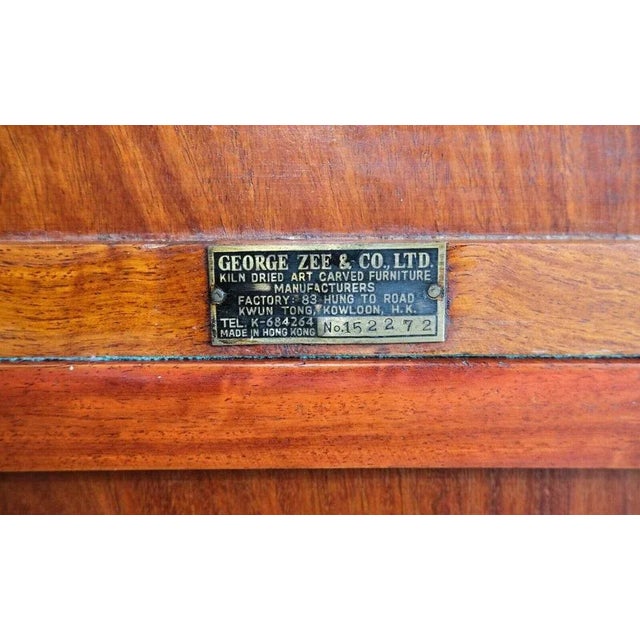 GEORGE ZEE & CO., LTD.
KILN DRIED ART CARVED FURNITURE
MANUFACTURERS
FACTORY: 83 HUNG TO ROAD
KWUN TONG, KOWLOON, H.K.
TEL. K-684264
MADE IN HONG KONG No. 152272